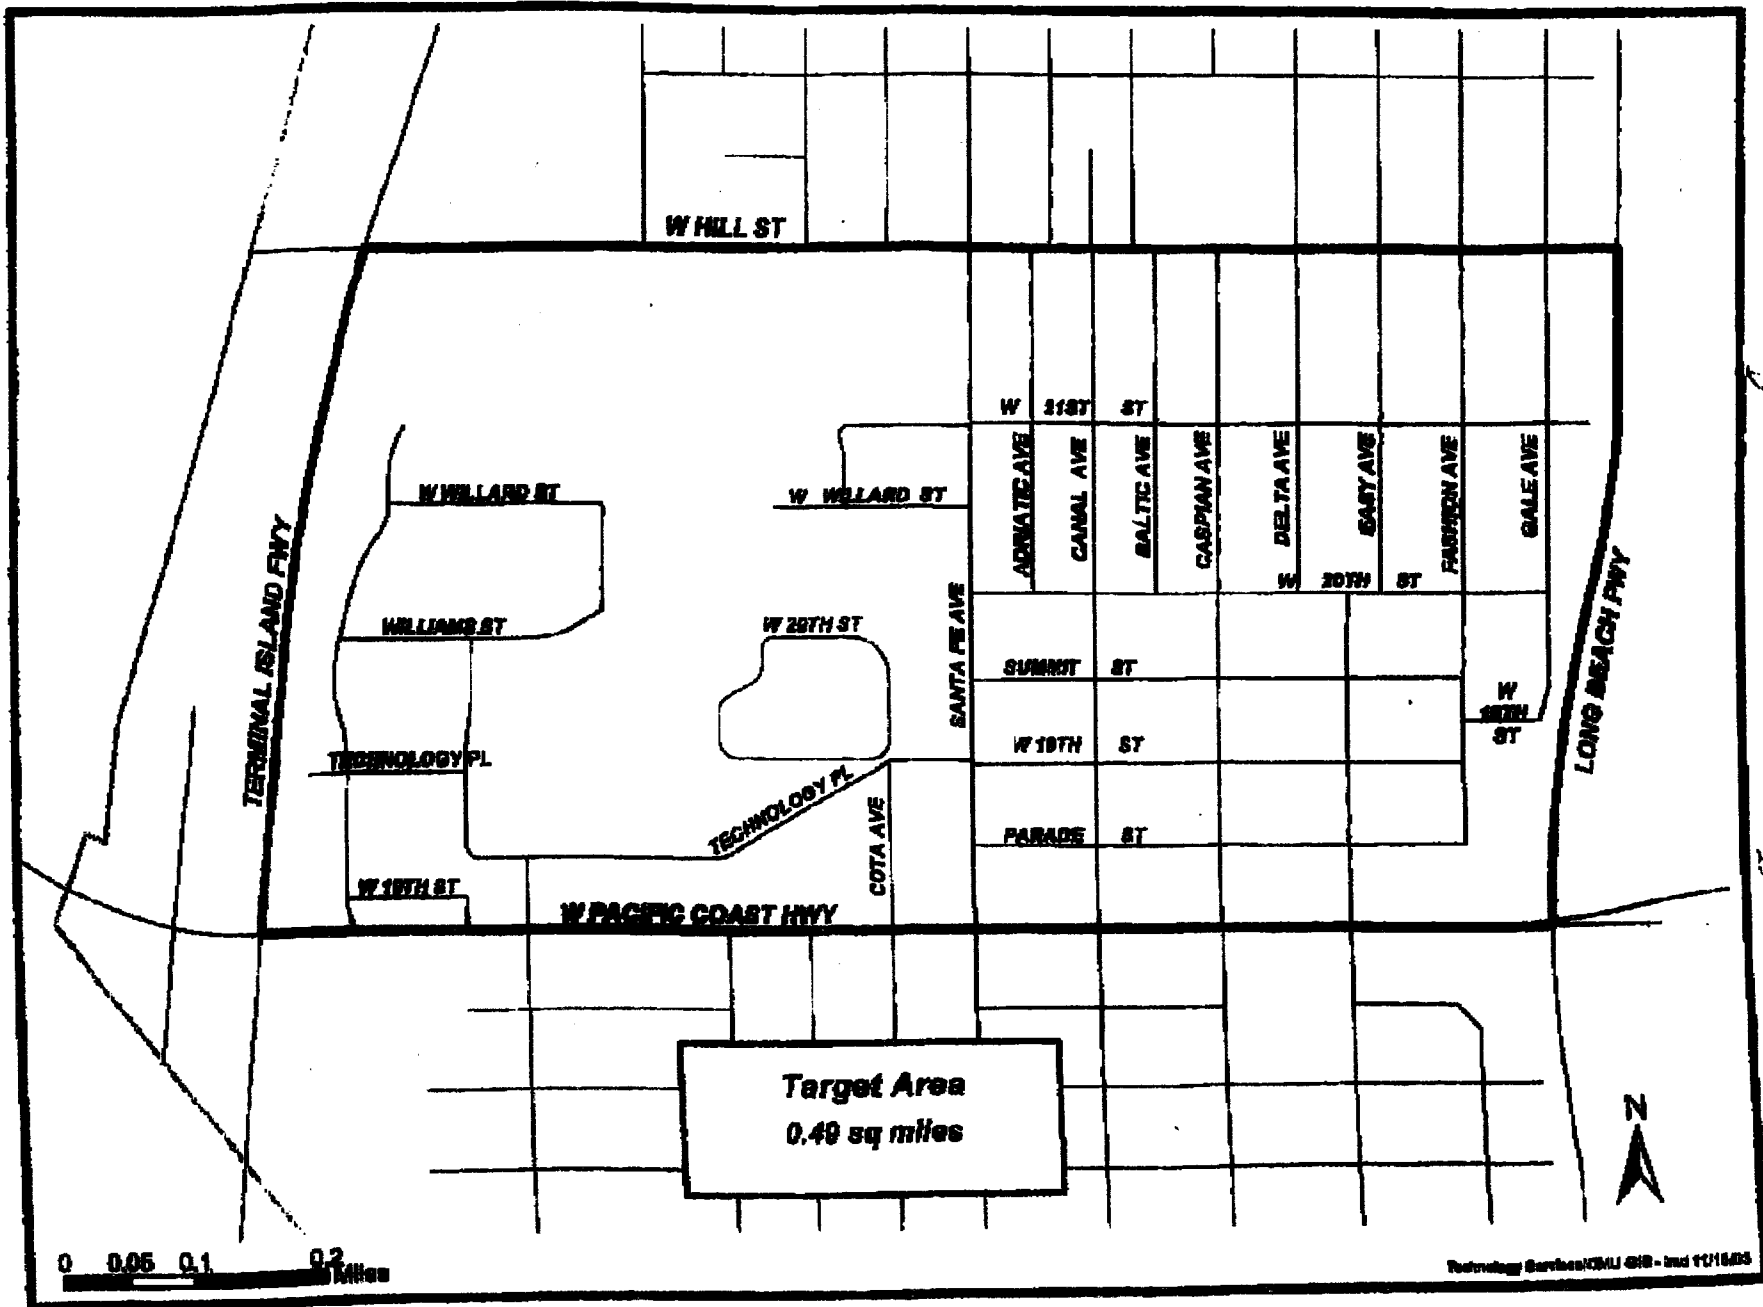 W HILL ST
W 21ST ST
W WILLARD ST
W WILLARD ST
ADRIATIC AVE
CANAL AVE
BALTIC AVE
CASPIAN AVE
DELTA AVE
EASY AVE
FASHION AVE
GALE AVE
TERMINAL ISLAND FWY
W 20TH ST
WILLIAMS ST
W 20TH ST
SANTA FE AVE
LONG BEACH FWY
SUMMIT ST
W
19TH
ST
W 19TH ST
TECHNOLOGY PL
TECHNOLOGY PL
COTA AVE
PARADE ST
W 19TH ST
W PACIFIC COAST HWY
Target Area
0.49 sq miles
N
0 0.05 0.1 0.2
Miles